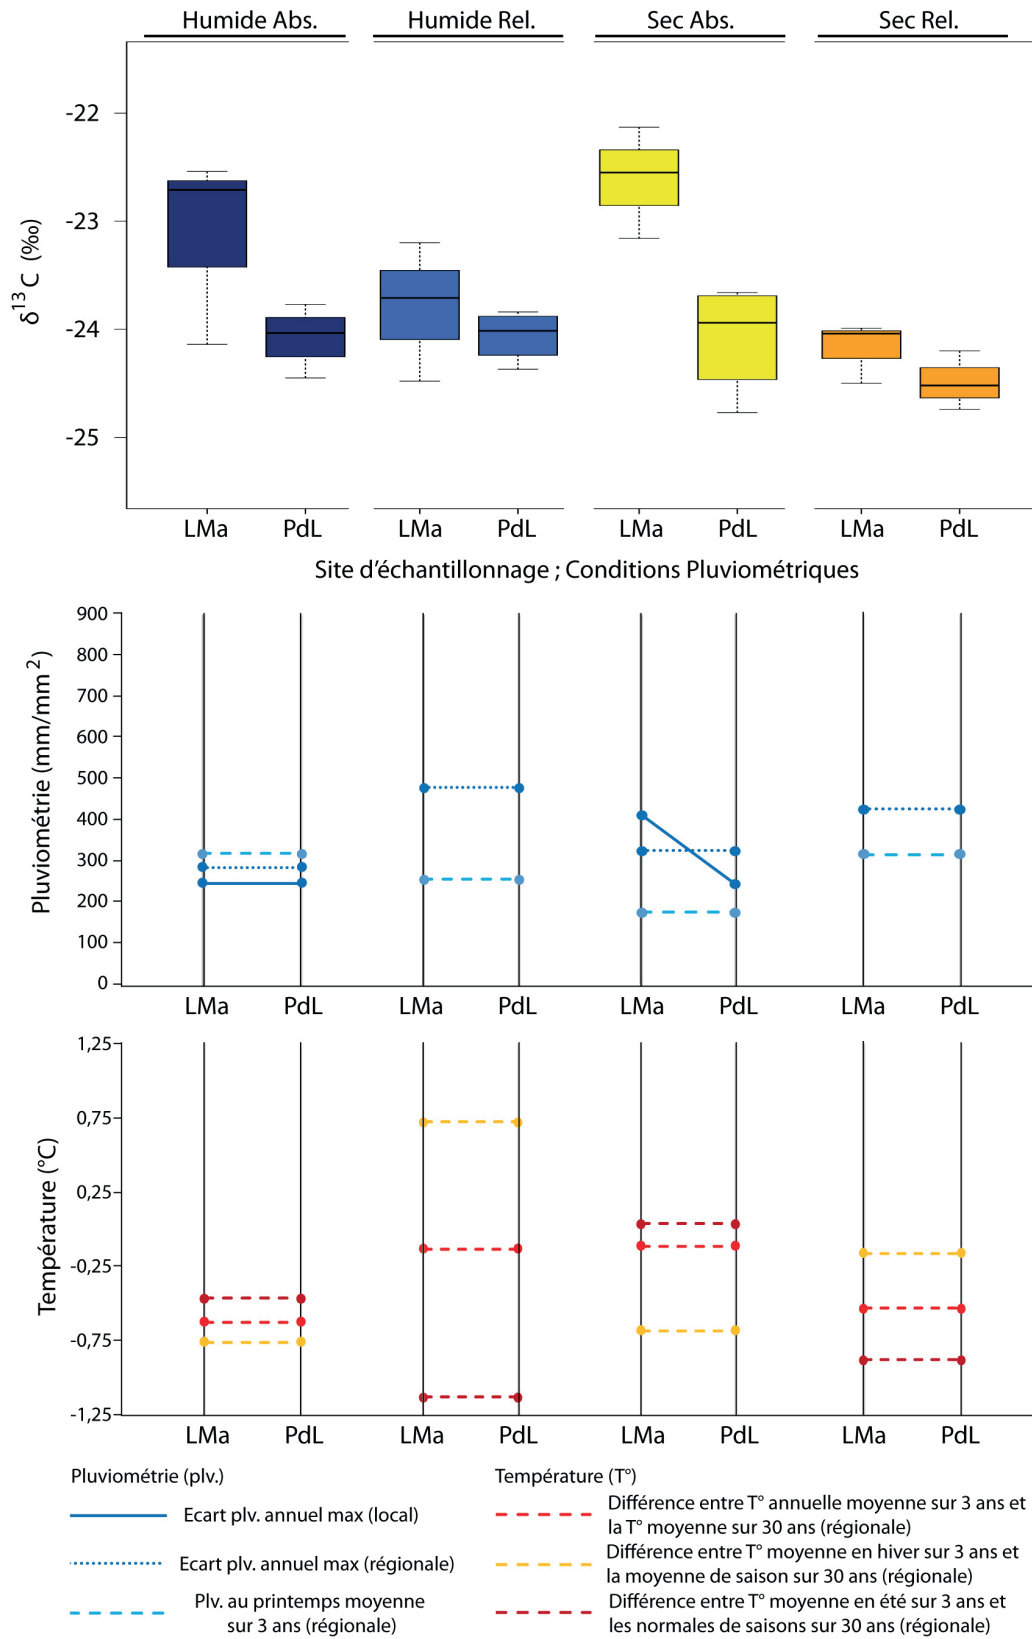 Humide Abs. Humide Rel. Sec Abs. Sec Rel.
δ13C (‰)
-22
-23
-24
-25
LMa PdL LMa PdL LMa PdL LMa PdL
Site d'échantillonnage ; Conditions Pluviométriques
Pluviométrie (mm/mm 2)
900
800
700
600
500
400
300
200
100
0
LMa PdL LMa PdL LMa PdL LMa PdL
Température (°C)
1,25
0,75
0,25
-0,25
-0,75
-1,25
LMa PdL LMa PdL LMa PdL LMa PdL
Pluviométrie (plv.)
Ecart plv. annuel max (local)
Ecart plv. annuel max (régionale)
Plv. au printemps moyenne
sur 3 ans (régionale)
Température (T°)
Différence entre T° annuelle moyenne sur 3 ans et
la T° moyenne sur 30 ans (régionale)
Différence entre T° moyenne en hiver sur 3 ans et
la moyenne de saison sur 30 ans (régionale)
Différence entre T° moyenne en été sur 3 ans et
les normales de saisons sur 30 ans (régionale)